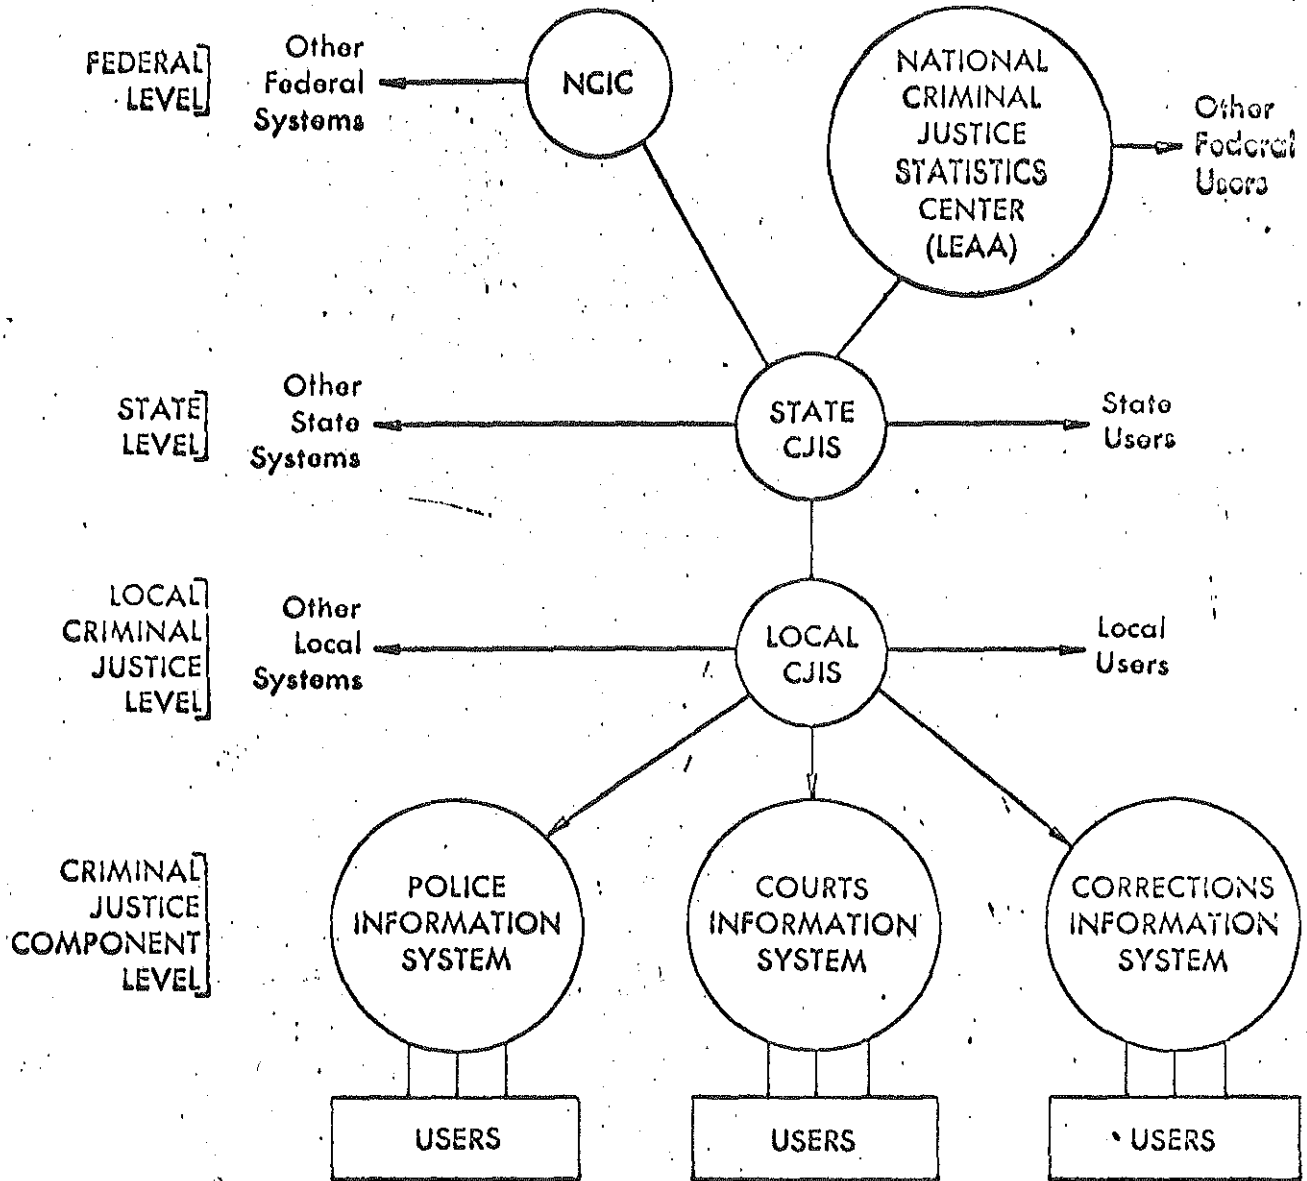 FEDERAL
LEVEL
Other
Federal
Systems
NCIC
NATIONAL
CRIMINAL
JUSTICE
STATISTICS
CENTER
(LEAA)
Other
Federal
Users
STATE
LEVEL
Other
State
Systems
STATE
CJIS
State
Users
LOCAL
CRIMINAL
JUSTICE
LEVEL
Other
Local
Systems
LOCAL
CJIS
Local
Users
CRIMINAL
JUSTICE
COMPONENT
LEVEL
POLICE
INFORMATION
SYSTEM
COURTS
INFORMATION
SYSTEM
CORRECTIONS
INFORMATION
SYSTEM
USERS
USERS
USERS